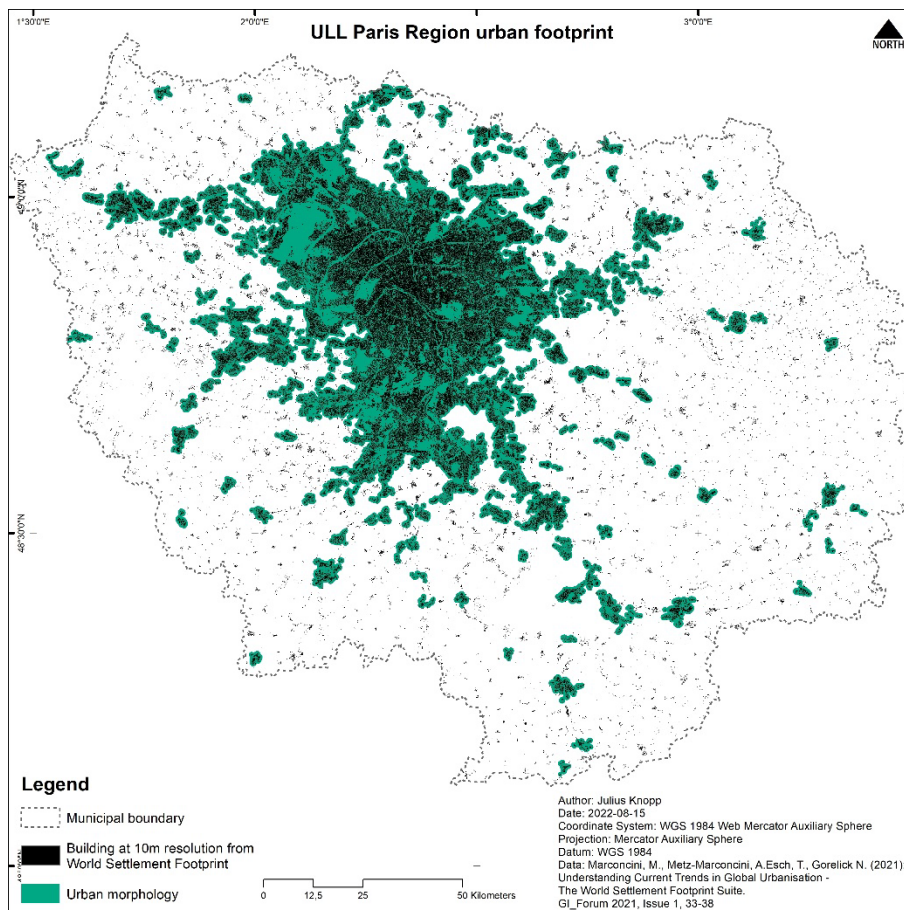 1°30'0"E
2°0'0"E
3°0'0"E
ULL Paris Region urban footprint
NORTH
49°0'0"N
48°30'0"N
Legend
Municipal boundary
Building at 10m resolution from
World Settlement Footprint
Urban morphology
0 12,5 25 50 Kilometers
Author: Julius Knopp
Date: 2022-08-15
Coordinate System: WGS 1984 Web Mercator Auxiliary Sphere
Projection: Mercator Auxiliary Sphere
Datum: WGS 1984
Data: Marconcini, M., Metz-Marconcini, A.Esch, T., Gorelick N. (2021):
Understanding Current Trends in Global Urbanisation -
The World Settlement Footprint Suite.
GI_Forum 2021, Issue 1, 33-38